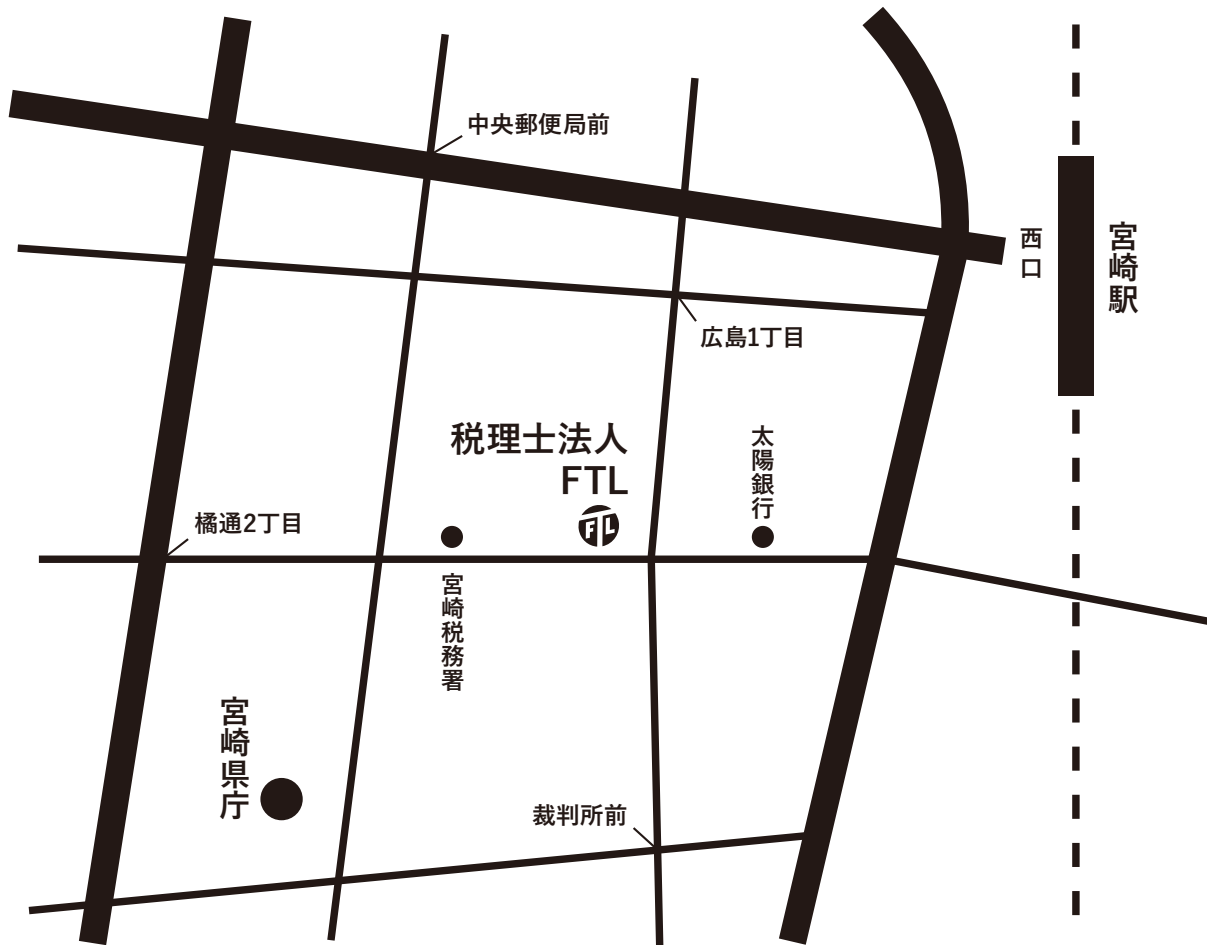 中央郵便局前
西口
宮崎駅
広島1丁目
税理士法人
FTL
太陽銀行
FTL
橘通2丁目
宮崎税務署
宮崎県庁
裁判所前